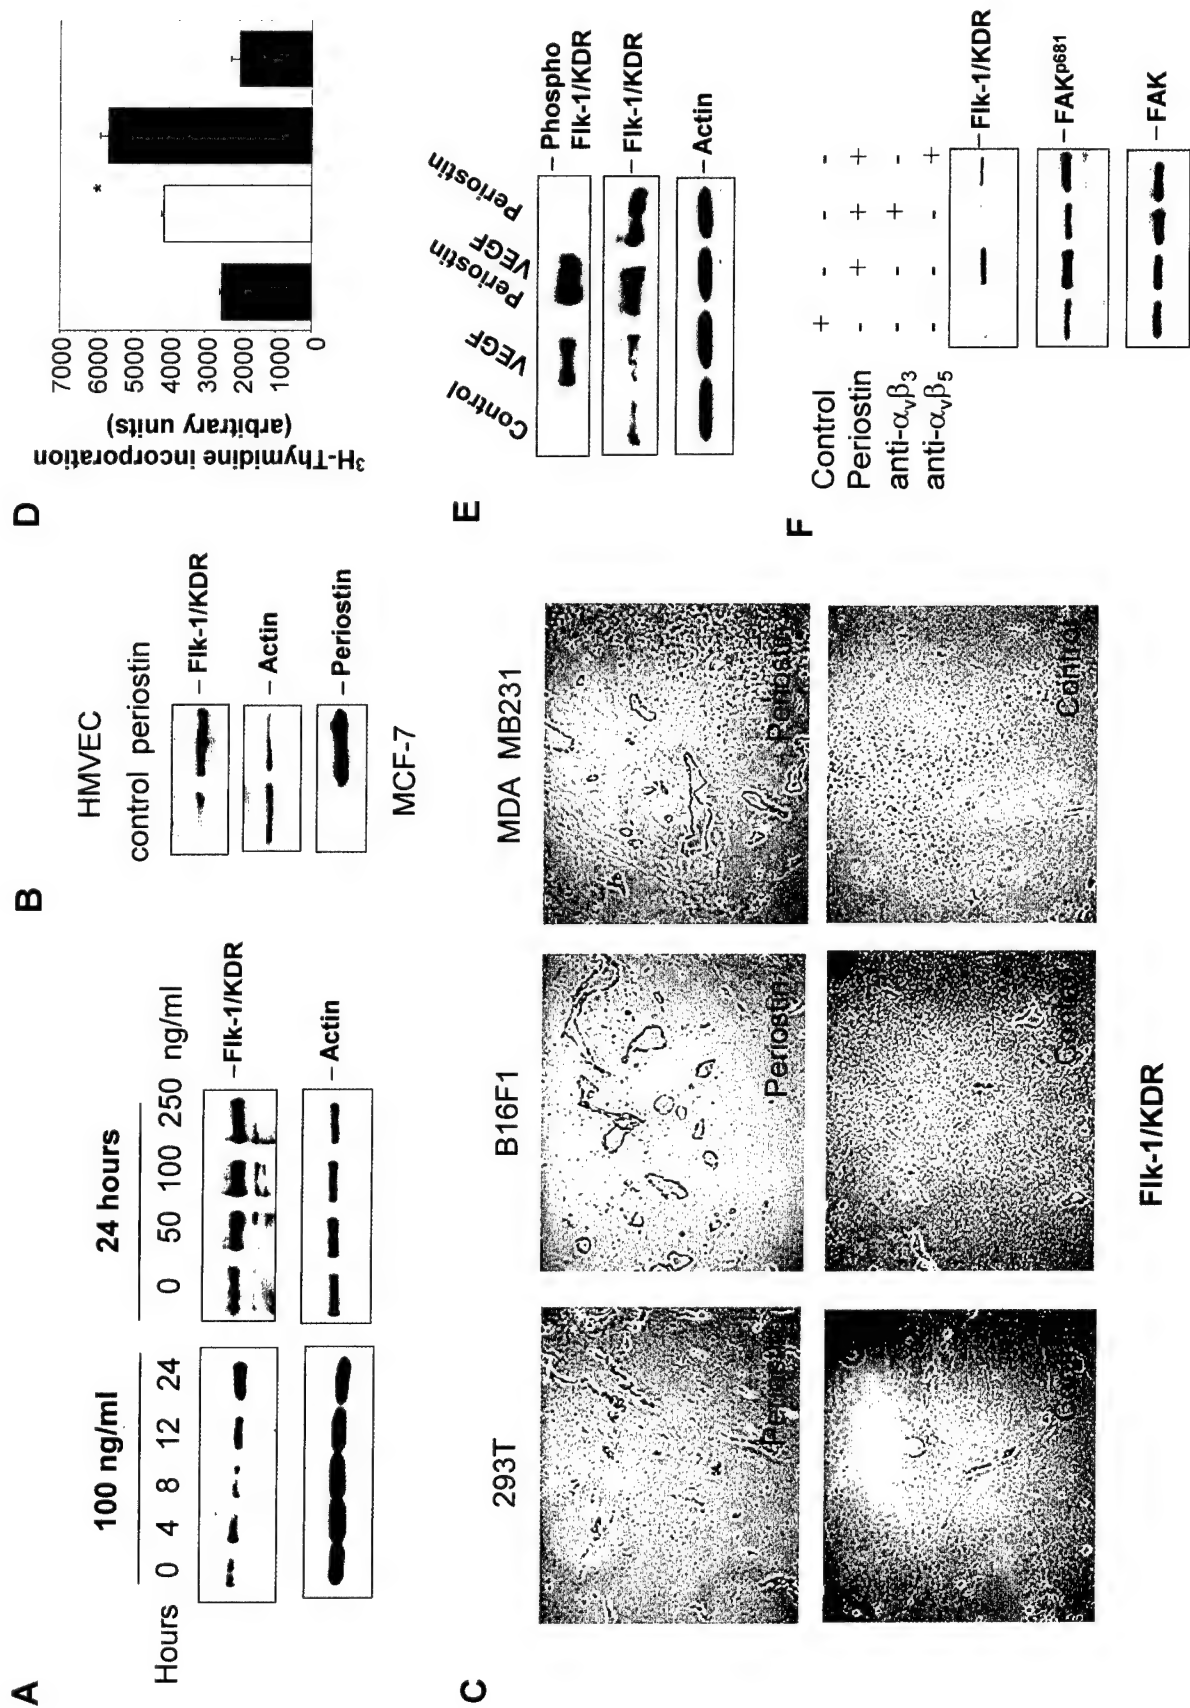 A
100 ng/ml
24 hours
Hours 0 4 8 12 24
0 50 100 250 ng/ml
– Flk-1/KDR
– Actin
B
HMVEC
control periostin
– Flk-1/KDR
– Actin
– Periostin
MCF-7
C
293T
B16F1
MDA MB231
Periostin
Periostin
Periostin
Control
Control
Control
Flk-1/KDR
D
³H-Thymidine incorporation
(arbitrary units)
7000
6000
5000
4000
3000
2000
1000
0
*
E
Control
VEGF
Periostin
VEGF
Periostin
– Phospho
Flk-1/KDR
– Flk-1/KDR
– Actin
F
Control + - - -
Periostin - + + +
anti-αvβ3 - - + -
anti-αvβ5 - - - +
– Flk-1/KDR
– FAKp681
– FAK